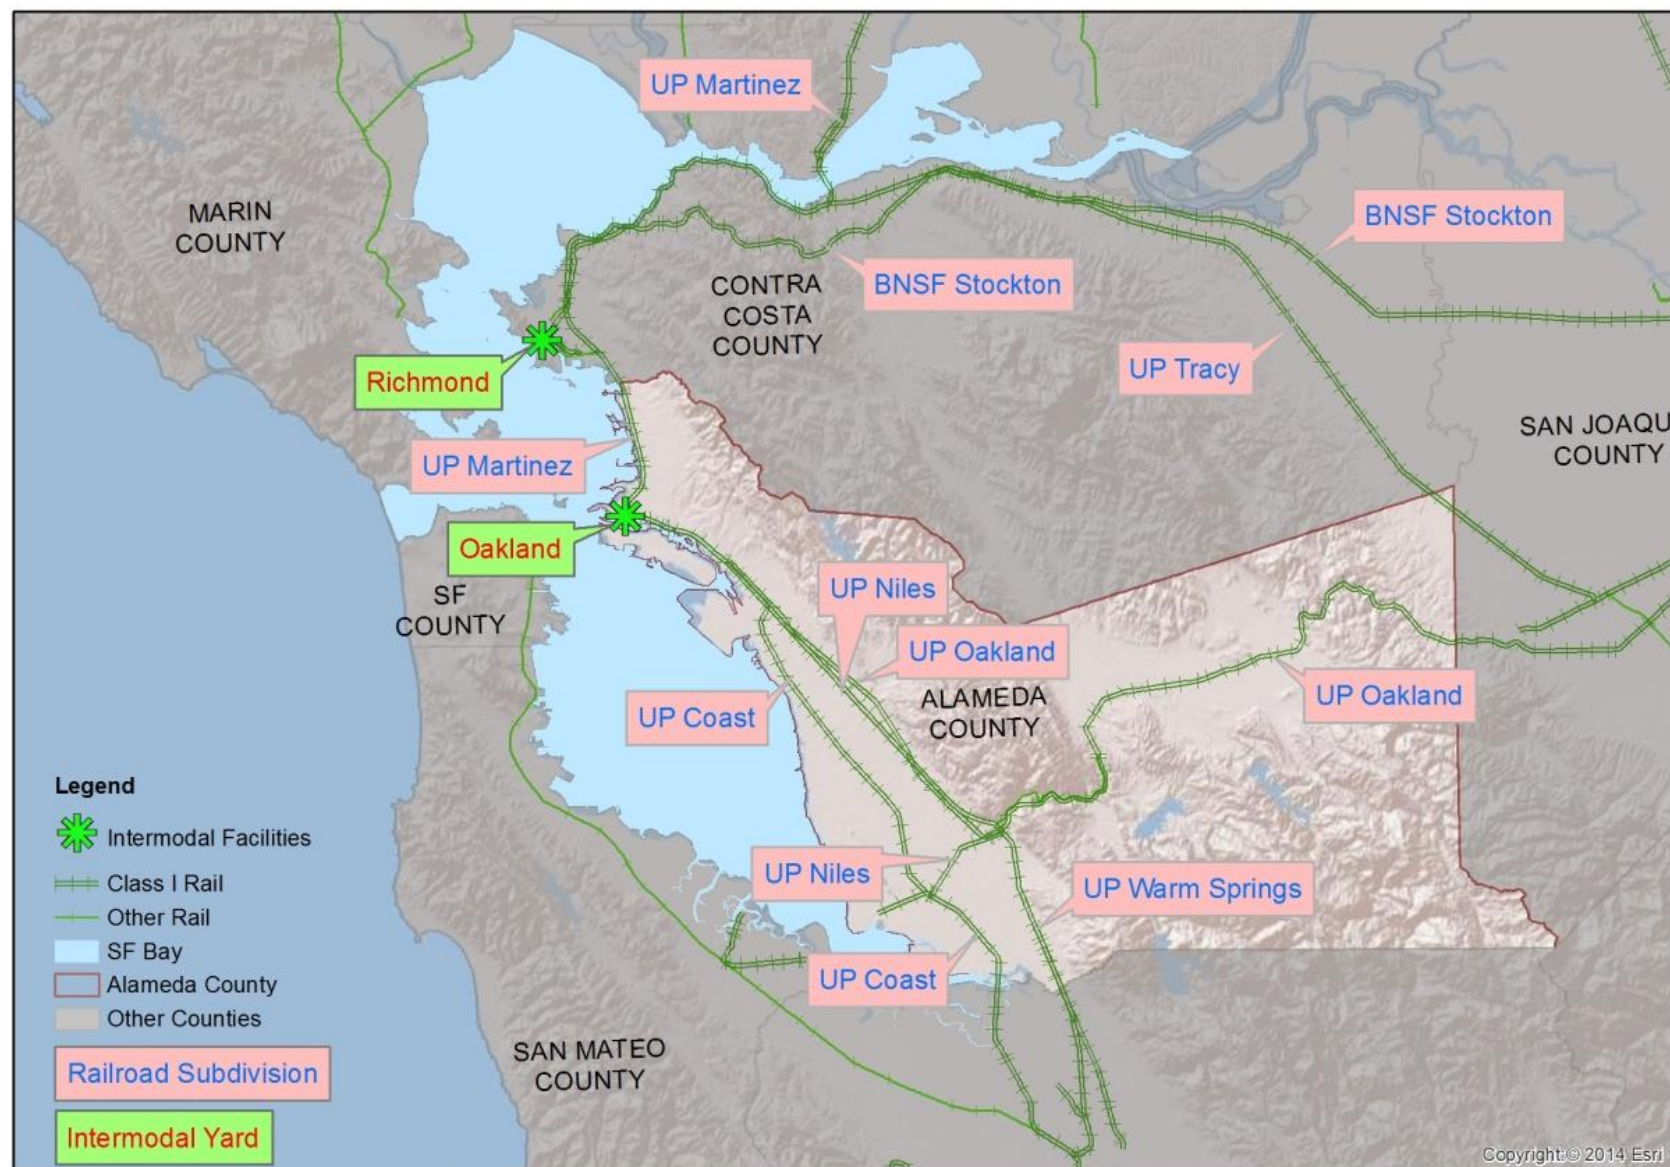 UP Martinez
MARIN
COUNTY
BNSF Stockton
BNSF Stockton
CONTRA
COSTA
COUNTY
Richmond
UP Tracy
SAN JOAQU
COUNTY
UP Martinez
Oakland
UP Niles
SF
COUNTY
UP Oakland
UP Oakland
ALAMEDA
COUNTY
UP Coast
UP Niles
UP Warm Springs
UP Coast
SAN MATEO
COUNTY
Legend
Intermodal Facilities
Class I Rail
Other Rail
SF Bay
Alameda County
Other Counties
Railroad Subdivision
Intermodal Yard
Copyright:© 2014 Esri